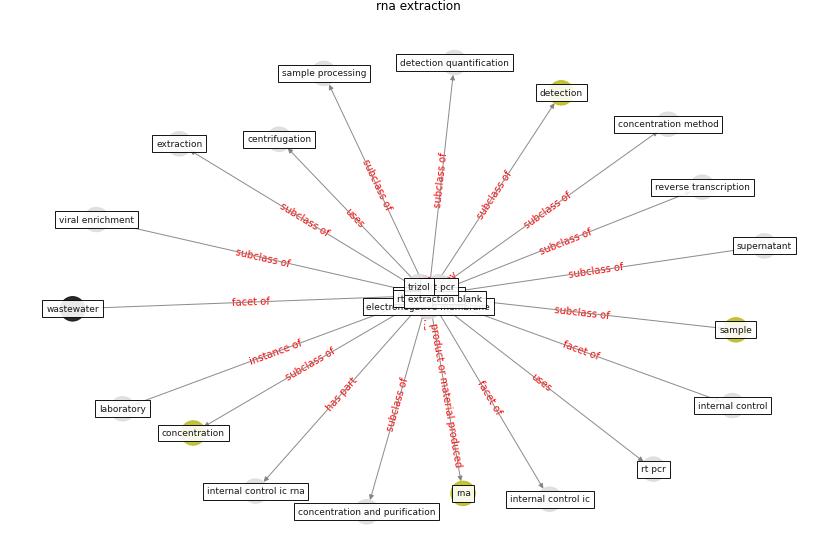 rna extraction
detection quantification
sample processing
detection
concentration method
centrifugation
extraction
reverse transcription
viral enrichment
supernatant
wastewater
sample
internal control
laboratory
concentration
rt pcr
internal control ic rna
concentration and purification
rna
internal control ic
trizol
extraction blank
subclass of
subclass of
subclass of
subclass of
uses
subclass of
subclass of
subclass of
subclass of
subclass of
facet of
subclass of
facet of
instance of
subclass of
has part
subclass of
product or material produced
facet of
uses